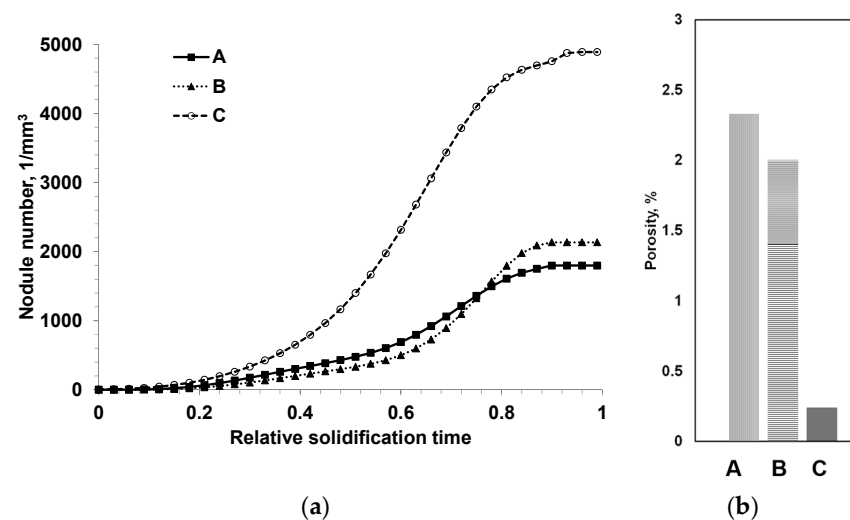 5000
4000
3000
2000
1000
0
Nodule number, 1/mm³
A
B
C
0 0.2 0.4 0.6 0.8 1
Relative solidification time
(a)
3
2.5
2
1.5
1
0.5
0
Porosity, %
A B C
(b)